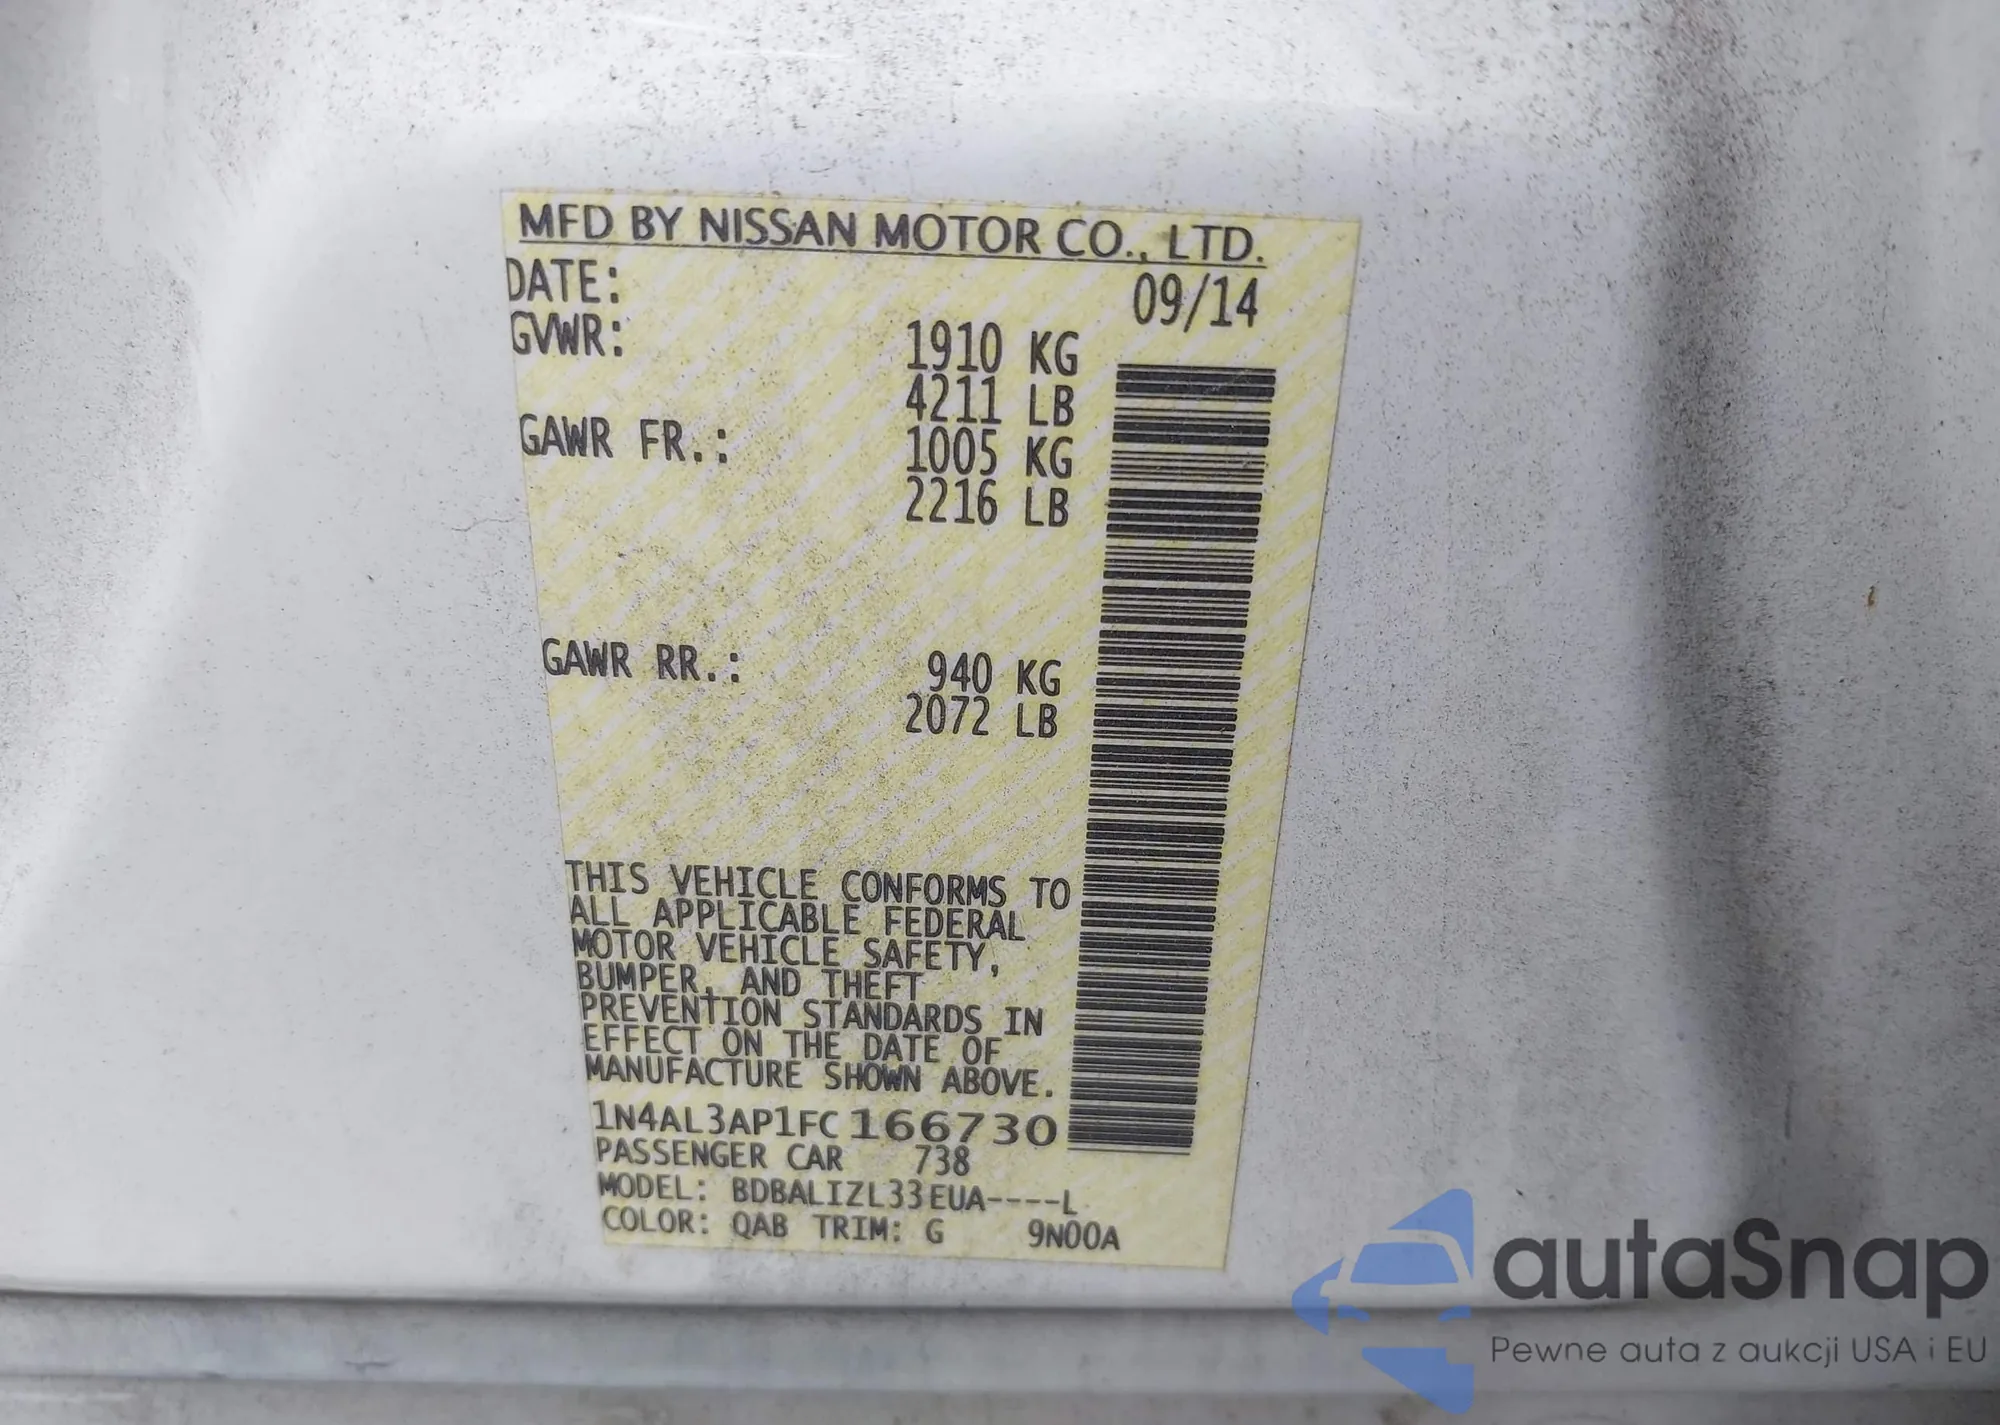 MFD BY NISSAN MOTOR CO., LTD.
DATE: 09/14
GVWR: 1910 KG
4211 LB
GAWR FR.: 1005 KG
2216 LB
GAWR RR.: 940 KG
2072 LB
THIS VEHICLE CONFORMS TO
ALL APPLICABLE FEDERAL
MOTOR VEHICLE SAFETY,
BUMPER, AND THEFT
PREVENTION STANDARDS IN
EFFECT ON THE DATE OF
MANUFACTURE SHOWN ABOVE.
1N4AL3AP1FC166730
PASSENGER CAR 738
MODEL: BDBALIZL33EUA----L
COLOR: QAB TRIM: G 9N00A
autaSnap
Pewne auta z aukcji USA i EU